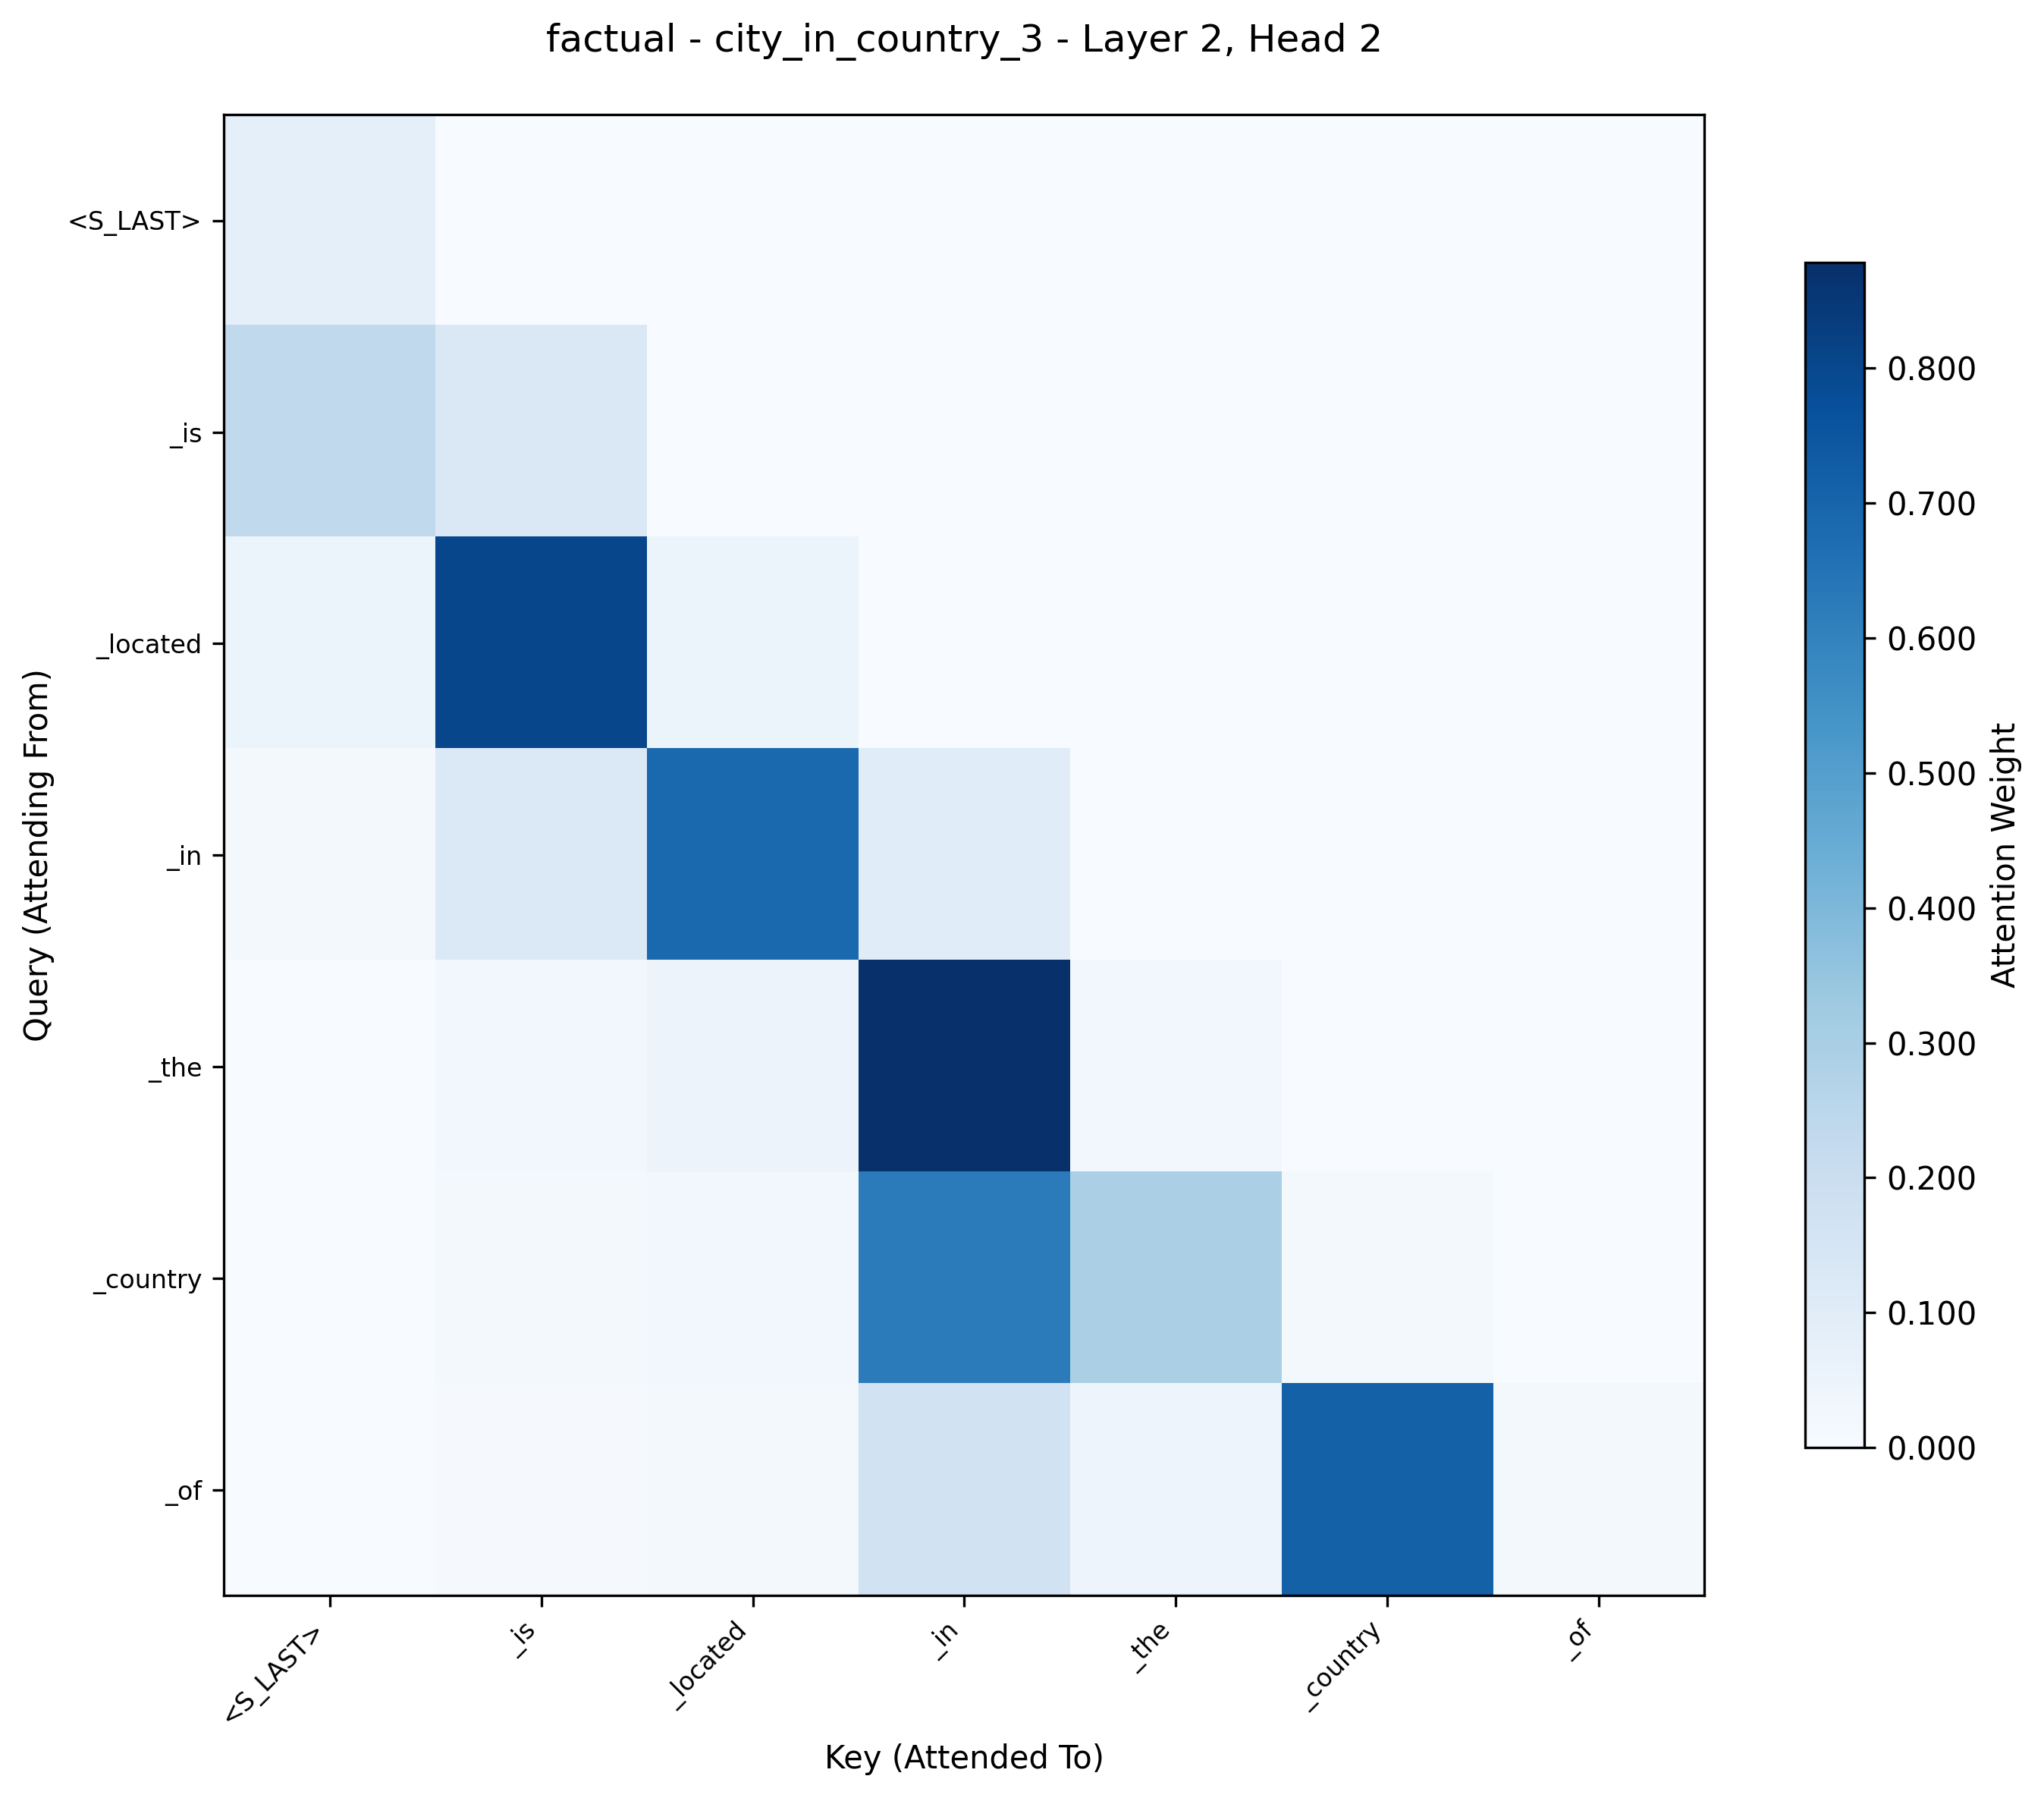 factual - city_in_country_3 - Layer 2, Head 2
Query (Attending From)
<S_LAST>
_is
_located
_in
_the
_country
_of
<S_LAST>
_is
_located
_in
_the
_country
_of
Key (Attended To)
0.800
0.700
0.600
0.500
0.400
0.300
0.200
0.100
0.000
Attention Weight